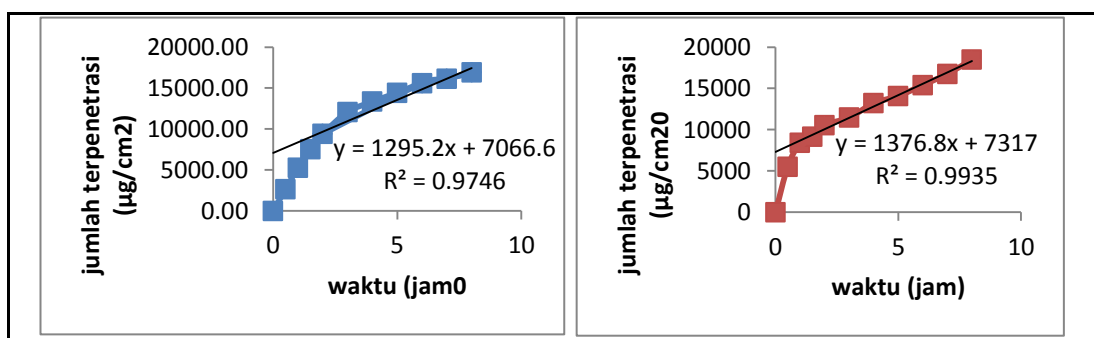 jumlah terpenetrasi
(µg/cm2)
20000.00
15000.00
10000.00
5000.00
0.00
y = 1295.2x + 7066.6
R² = 0.9746
0
5
10
waktu (jam0
jumlah terpenetrasi
(µg/cm20
20000
15000
10000
5000
0
y = 1376.8x + 7317
R² = 0.9935
0
5
10
waktu (jam)